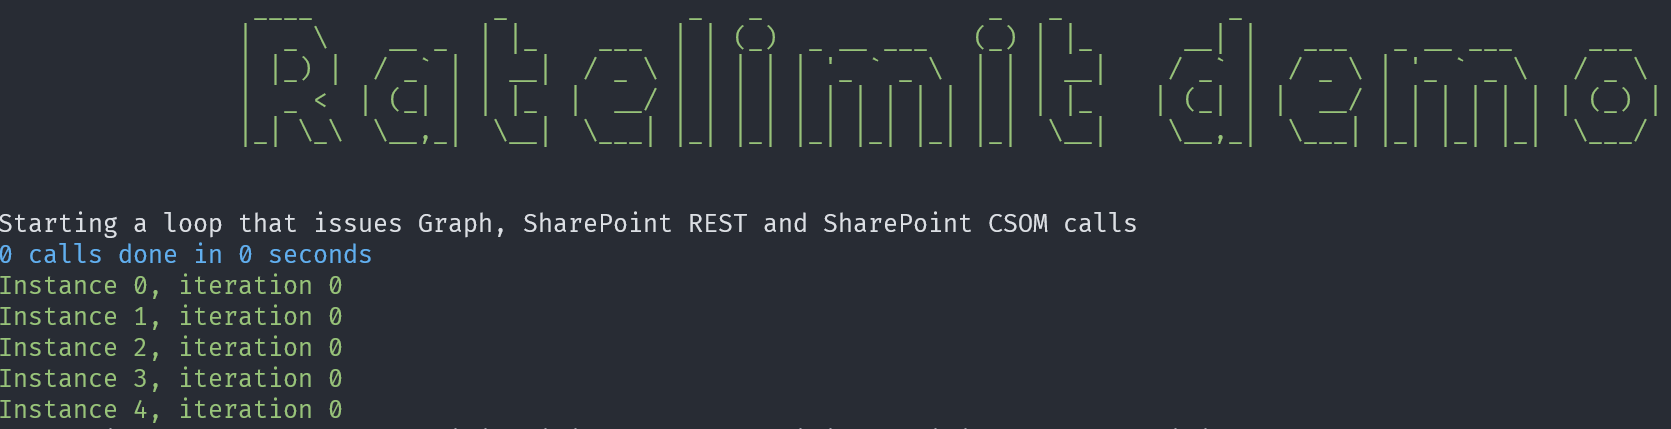 Ratelimit demo
Starting a loop that issues Graph, SharePoint REST and SharePoint CSOM calls
0 calls done in 0 seconds
Instance 0, iteration 0
Instance 1, iteration 0
Instance 2, iteration 0
Instance 3, iteration 0
Instance 4, iteration 0